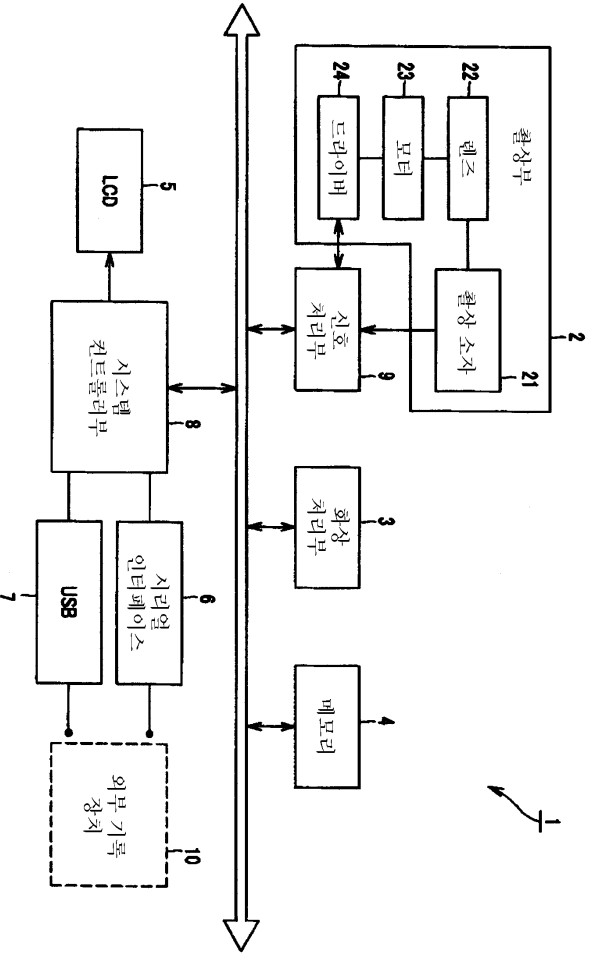 1
2
촬상부
22
렌즈
21
촬상 소자
23
모터
24
드라이버
9
신호
처리부
3
화상
처리부
4
메모리
5
LCD
8
시스템
컨트롤러부
6
시리얼
인터페이스
7
USB
10
외부 기록
장치